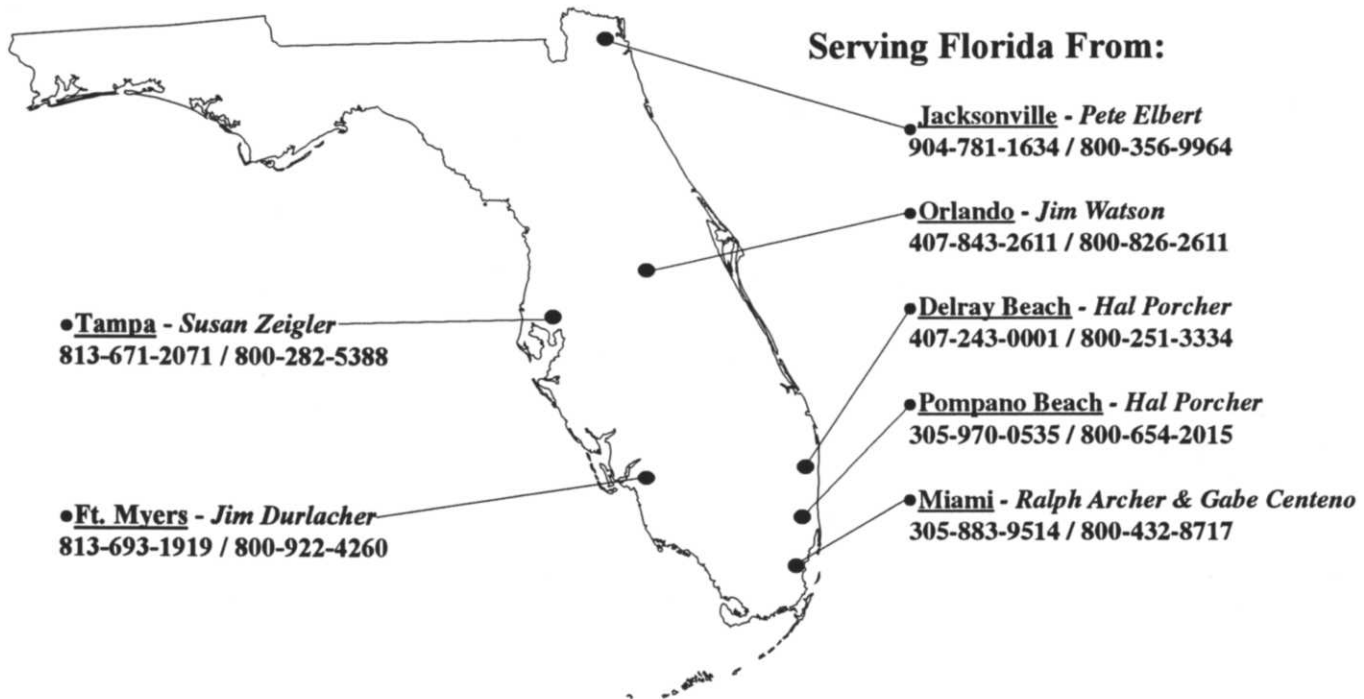 Serving Florida From:
•Jacksonville - Pete Elbert
904-781-1634 / 800-356-9964
•Orlando - Jim Watson
407-843-2611 / 800-826-2611
•Delray Beach - Hal Porcher
407-243-0001 / 800-251-3334
•Pompano Beach - Hal Porcher
305-970-0535 / 800-654-2015
•Miami - Ralph Archer & Gabe Centeno
305-883-9514 / 800-432-8717
•Tampa - Susan Zeigler
813-671-2071 / 800-282-5388
•Ft. Myers - Jim Durlacher
813-693-1919 / 800-922-4260